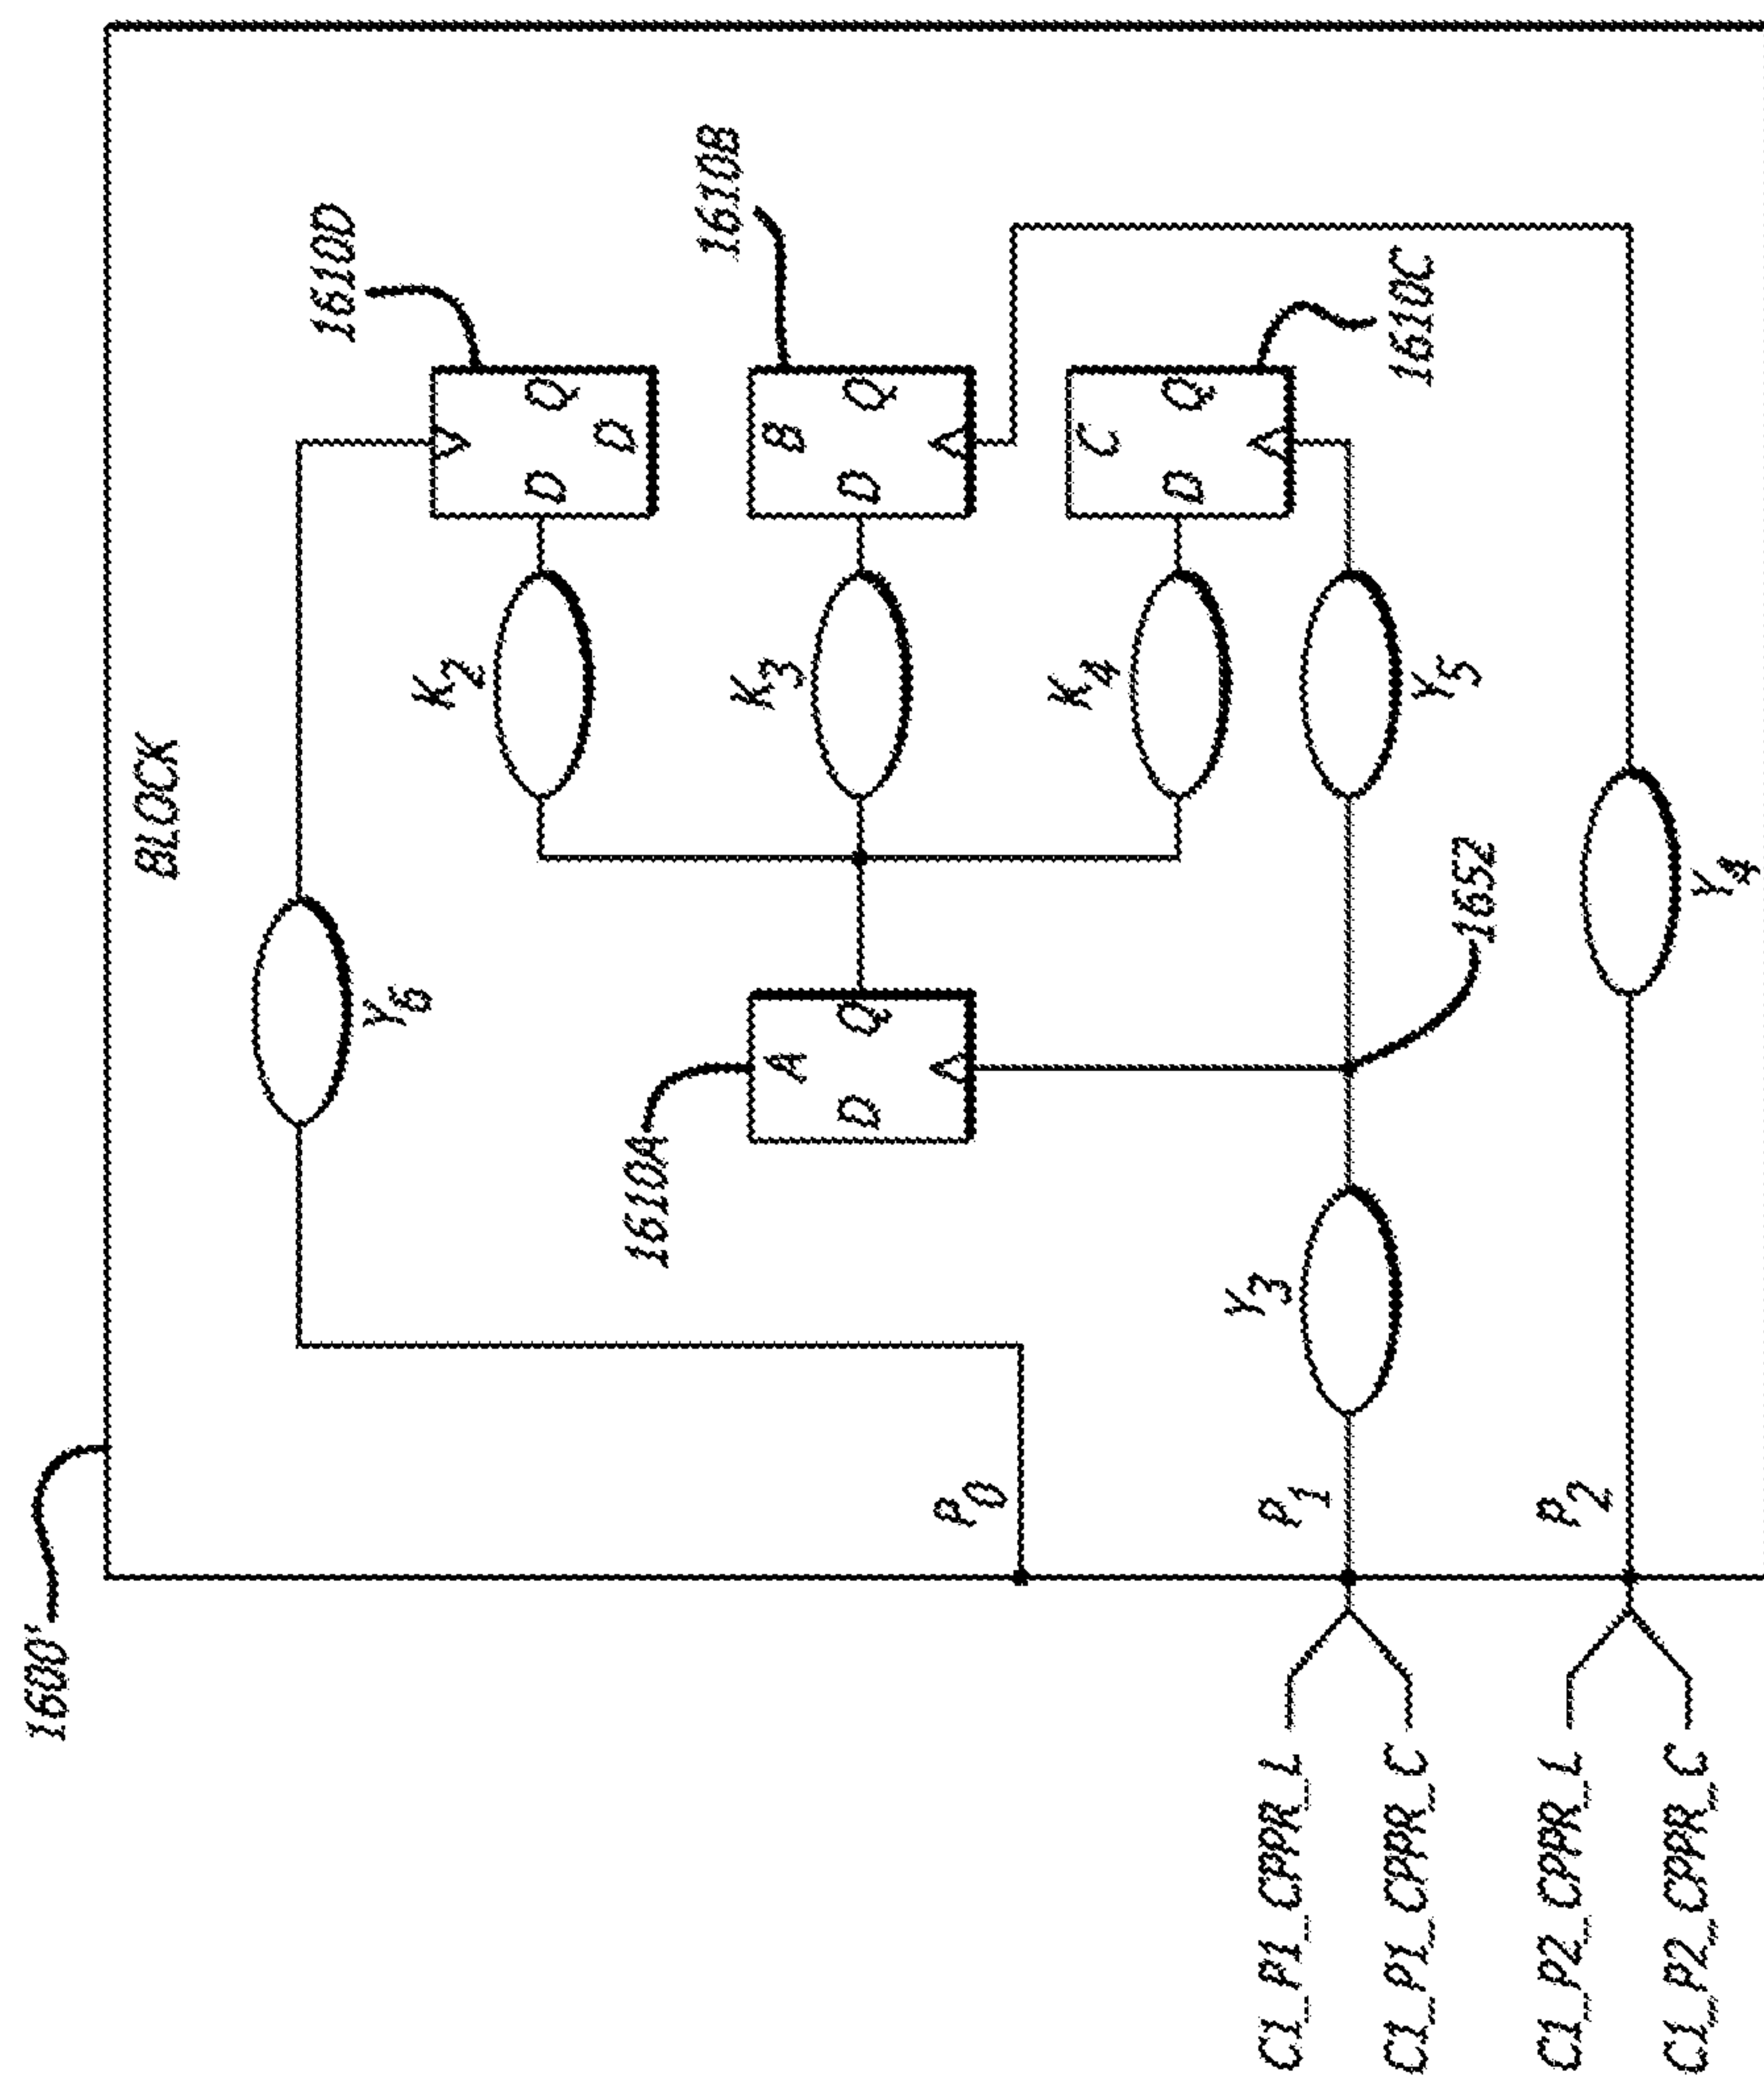 1600'
BLOCK
1610D
1610B
1610C
1610A
1652
Y6
K2
K3
K4
Y5
Y3
Y4
D Q
D
B
D Q
C
D Q
A
D Q
P0
P1
P2
C1_P1_CPPR_L
C1_P1_CPPR_C
C1_P2_CPPR_L
C1_P2_CPPR_C